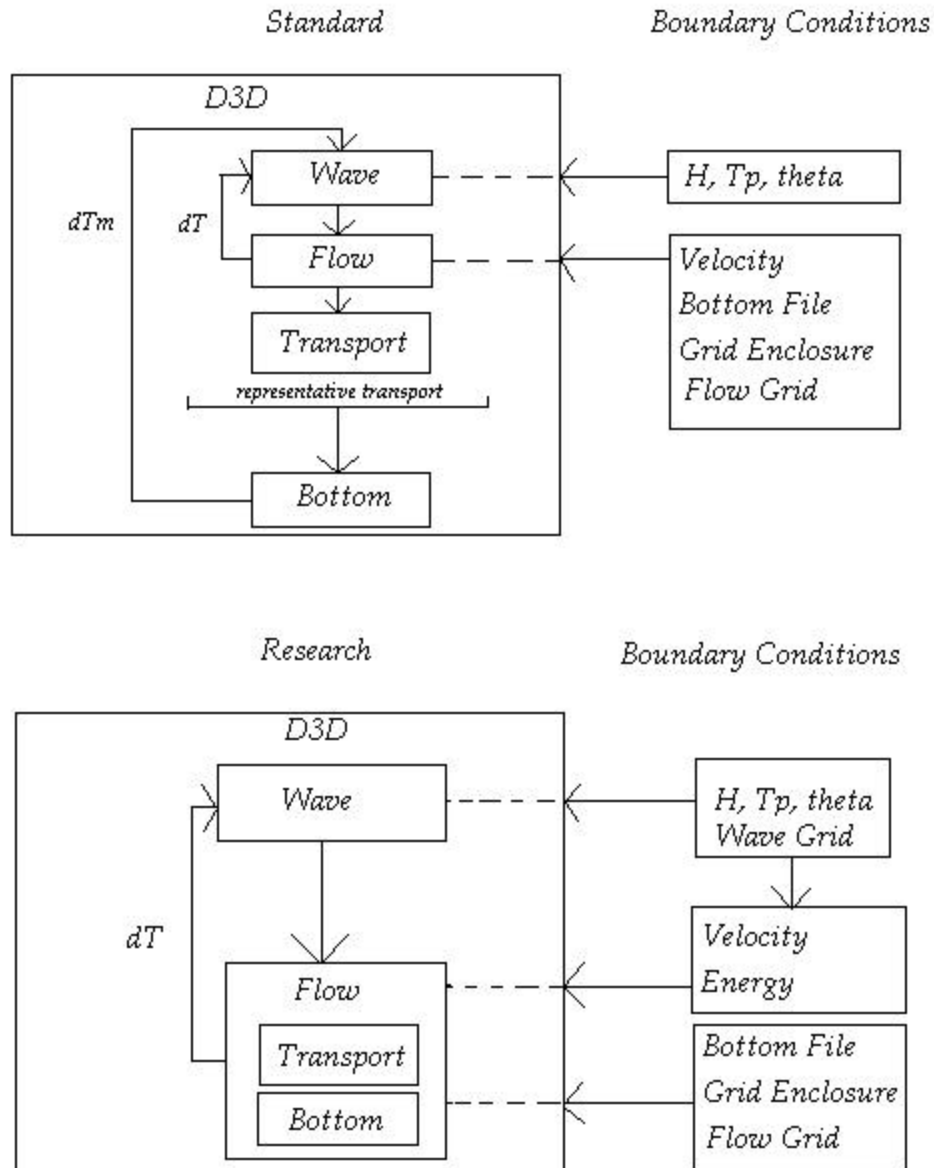 Standard
Boundary Conditions
D3D
Wave
H, Tp, theta
dTm
dT
Flow
Velocity
Bottom File
Transport
Grid Enclosure
representative transport
Flow Grid
Bottom
Research
Boundary Conditions
D3D
Wave
H, Tp, theta
Wave Grid
dT
Velocity
Flow
Energy
Transport
Bottom File
Grid Enclosure
Bottom
Flow Grid